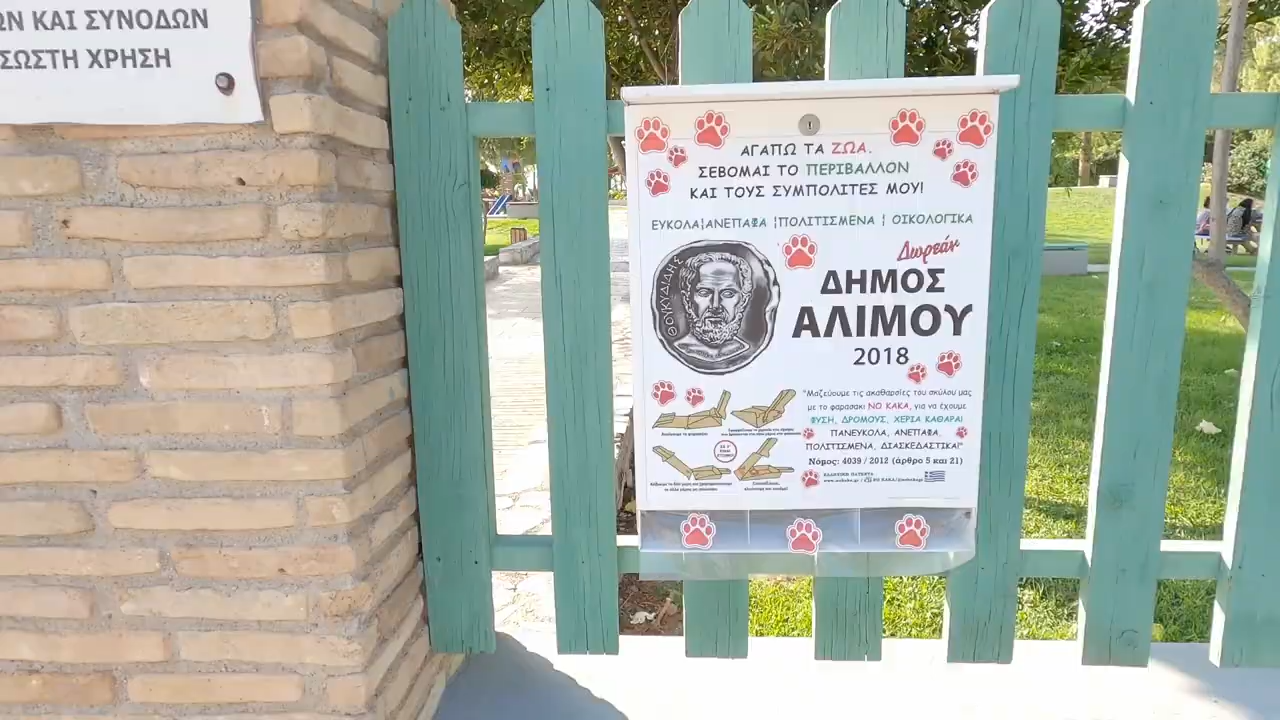 ΩΝ ΚΑΙ ΣΥΝΟΔΩΝ
ΣΩΣΤΗ ΧΡΗΣΗ
ΑΓΑΠΩ ΤΑ ΖΩΑ.
ΣΕΒΟΜΑΙ ΤΟ ΠΕΡΙΒΑΛΛΟΝ
ΚΑΙ ΤΟΥΣ ΣΥΜΠΟΛΙΤΕΣ ΜΟΥ!
ΕΥΚΟΛΑ¦ΑΝΕΠΑΦΑ ¦ΠΟΛΙΤΙΣΜΕΝΑ ¦ ΟΙΚΟΛΟΓΙΚΑ
ΘΟΥΚΥΔΙΔΗΣ
Δωρεάν
ΔΗΜΟΣ
ΑΛΙΜΟΥ
2018
"Μαζεύουμε τις ακαθαρσίες του σκύλου μας
με το φαρασάκι NO KAKA, για να έχουμε
ΦΥΣΗ, ΔΡΟΜΟΥΣ, ΧΕΡΙΑ ΚΑΘΑΡΑ!
ΠΑΝΕΥΚΟΛΑ, ΑΝΕΠΑΦΑ,
ΠΟΛΙΤΙΣΜΕΝΑ, ΔΙΑΣΚΕΔΑΣΤΙΚΑ!"
Νόμος: 4039 / 2012 (άρθρο 5 και 21)
ΕΛΛΗΝΙΚΗ ΠΑΤΕΝΤΑ